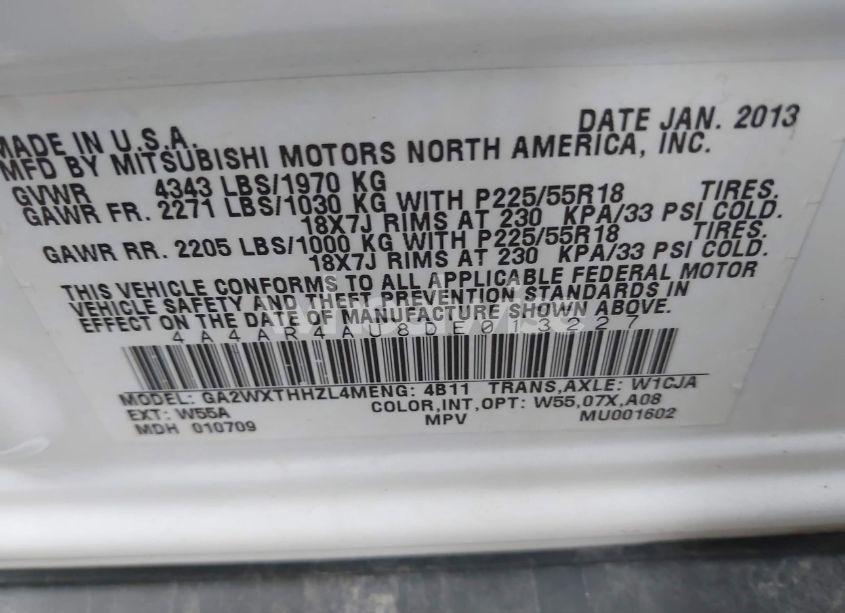 MADE IN U.S.A. DATE JAN. 2013
MFD BY MITSUBISHI MOTORS NORTH AMERICA, INC.
GVWR 4343 LBS/1970 KG
GAWR FR. 2271 LBS/1030 KG WITH P225/55R18 TIRES.
18X7J RIMS AT 230 KPA/33 PSI COLD.
GAWR RR. 2205 LBS/1000 KG WITH P225/55R18 TIRES.
18X7J RIMS AT 230 KPA/33 PSI COLD.
THIS VEHICLE CONFORMS TO ALL APPLICABLE FEDERAL MOTOR
VEHICLE SAFETY AND THEFT PREVENTION STANDARDS IN
EFFECT ON THE DATE OF MANUFACTURE SHOWN ABOVE.
4A4AR4AU8DE013227
MODEL: GA2WXTHHZL4MENG: 4B11 TRANS,AXLE: W1CJA
EXT: W55A COLOR,INT,OPT: W55,07X,A08
MDH 010709 MPV MU001602